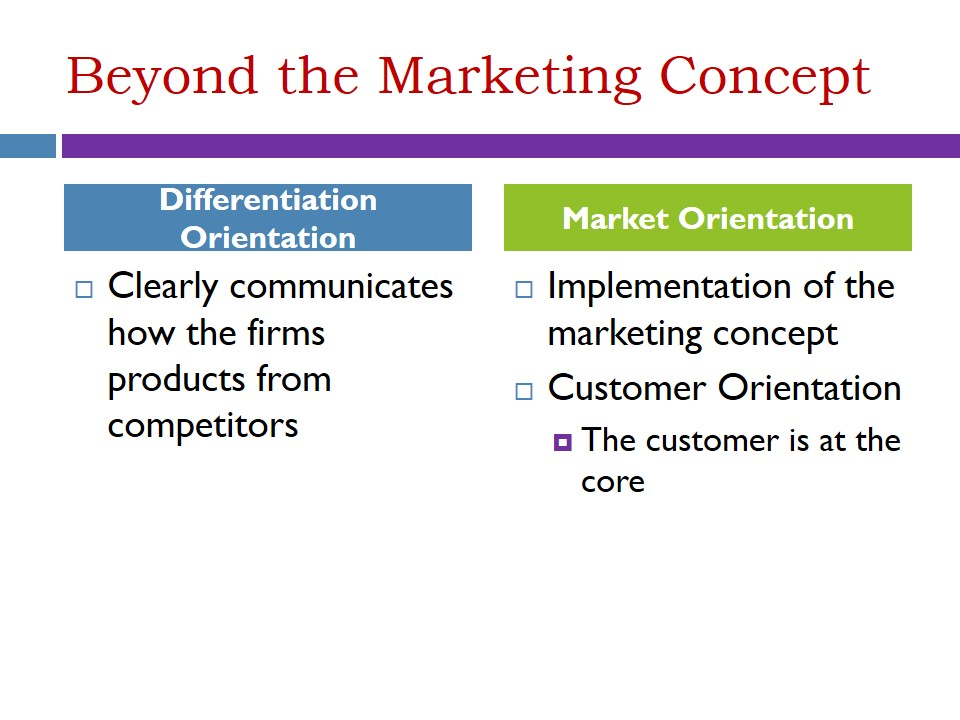 Beyond the Marketing Concept
Differentiation
Orientation
Clearly communicates
how the firms
products from
competitors
Market Orientation
Implementation of the
marketing concept
Customer Orientation
The customer is at the
core